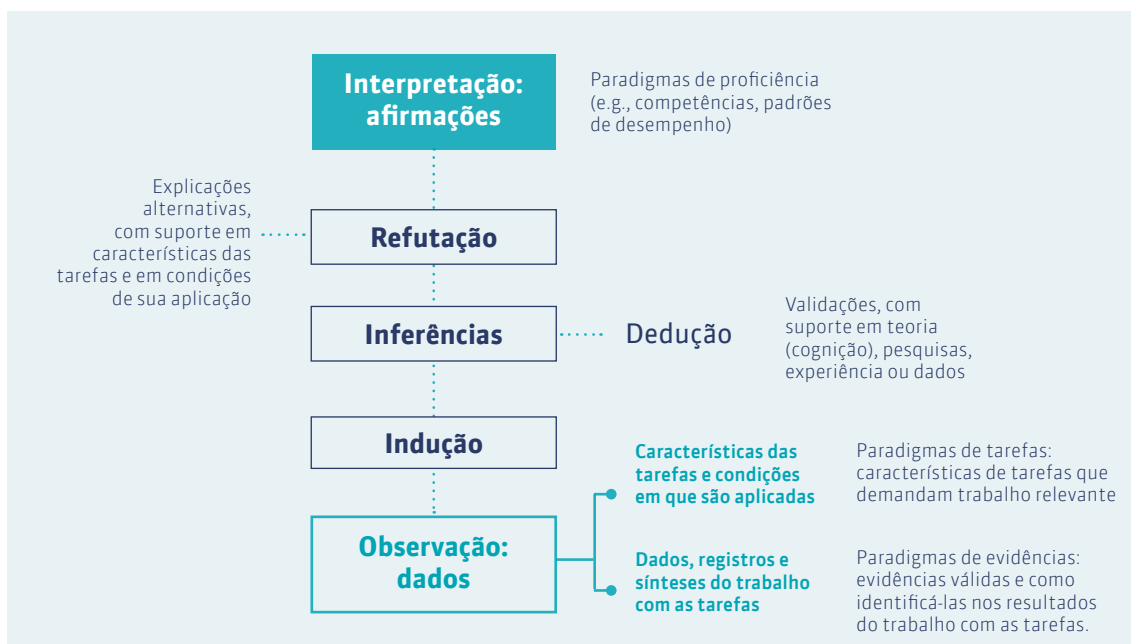 Interpretação:
afirmações
Paradigmas de proficiência
(e.g., competências, padrões
de desempenho)
Explicações
alternativas,
com suporte em
características das
tarefas e em condições
de sua aplicação
Refutação
Inferências
Dedução
Validações, com
suporte em teoria
(cognição), pesquisas,
experiência ou dados
Indução
Características das
tarefas e condições
em que são aplicadas
Paradigmas de tarefas:
características de tarefas que
demandam trabalho relevante
Observação:
dados
Dados, registros e
sínteses do trabalho
com as tarefas
Paradigmas de evidências:
evidências válidas e como
identificá-las nos resultados
do trabalho com as tarefas.